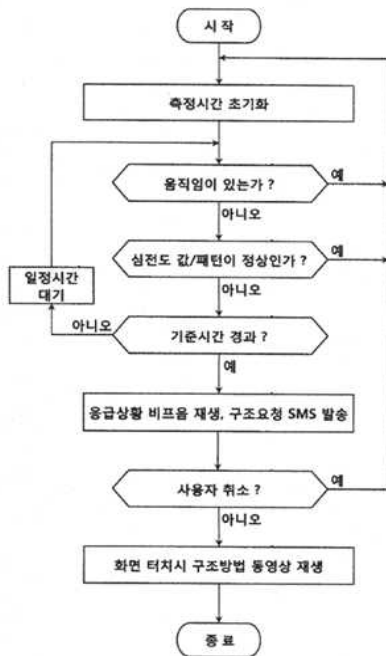 시 작
측정시간 초기화
움직임이 있는가 ?
예
아니오
심전도 값/패턴이 정상인가 ?
예
일정시간
대기
아니오
아니오
기준시간 경과 ?
예
응급상황 비프음 재생, 구조요청 SMS 발송
사용자 취소 ?
예
아니오
화면 터치시 구조방법 동영상 재생
종 료